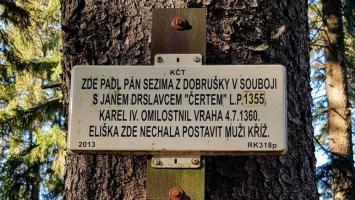 KČT
ZDE PADL PÁN SEZIMA Z DOBRUŠKY V SOUBOJI
S JANEM DRSLAVCEM "ČERTEM" L.P.1355,
KAREL IV. OMILOSTNIL VRAHA 4.7.1360.
ELIŠKA ZDE NECHALA POSTAVIT MUŽI KŘÍŽ.
2013 RK318p